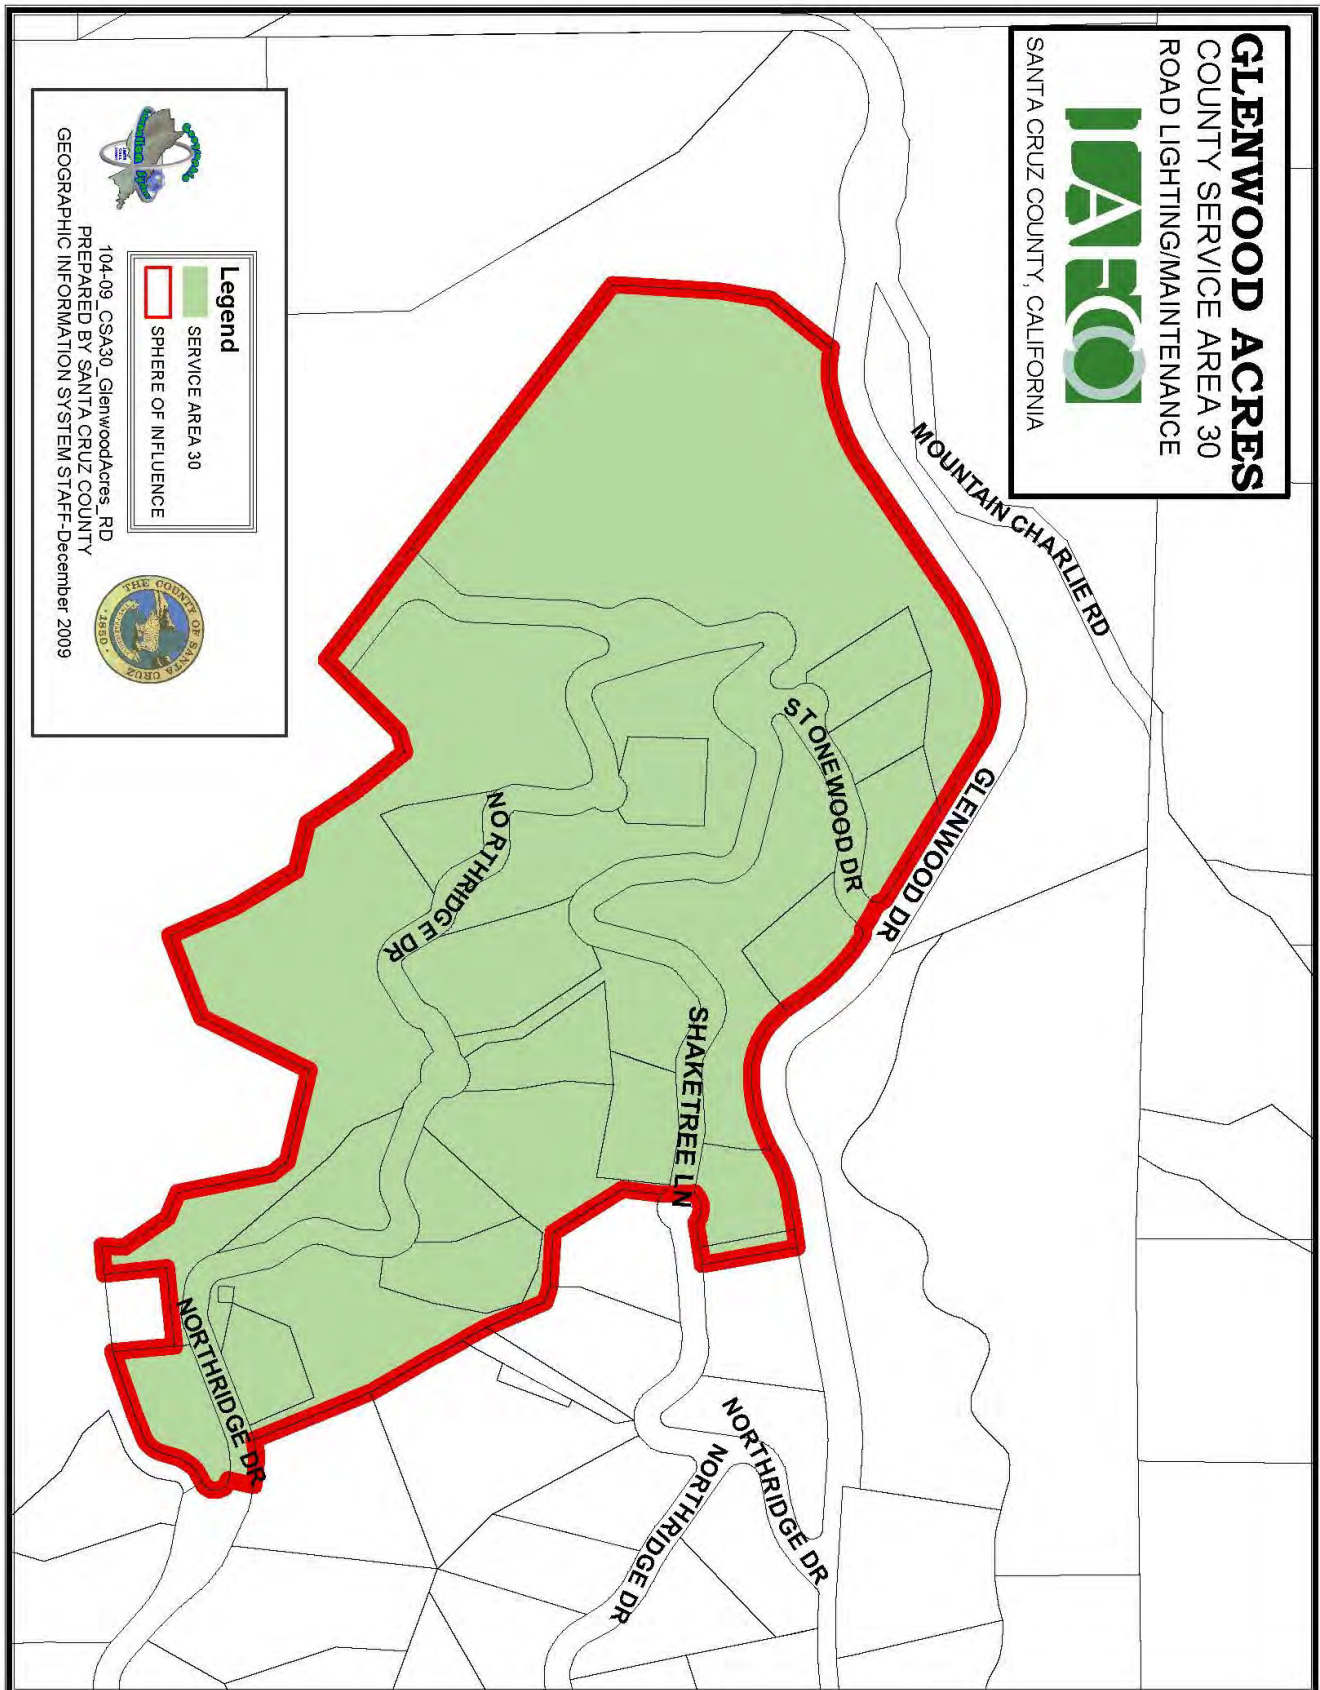 GLENWOOD ACRES
COUNTY SERVICE AREA 30
ROAD LIGHTING/MAINTENANCE
LAFCO
SANTA CRUZ COUNTY, CALIFORNIA
MOUNTAIN CHARLIE RD
GLENWOOD DR
STONEWOOD DR
NORTHRIDGE DR
SHAKETREE LN
NORTHRIDGE DR
NORTHRIDGE DR
NORTHRIDGE DR
Legend
SERVICE AREA 30
SPHERE OF INFLUENCE
104-09_CSA30_GlenwoodAcres_RD
PREPARED BY SANTA CRUZ COUNTY
GEOGRAPHIC INFORMATION SYSTEM STAFF-December 2009
THE COUNTY OF SANTA CRUZ
1850